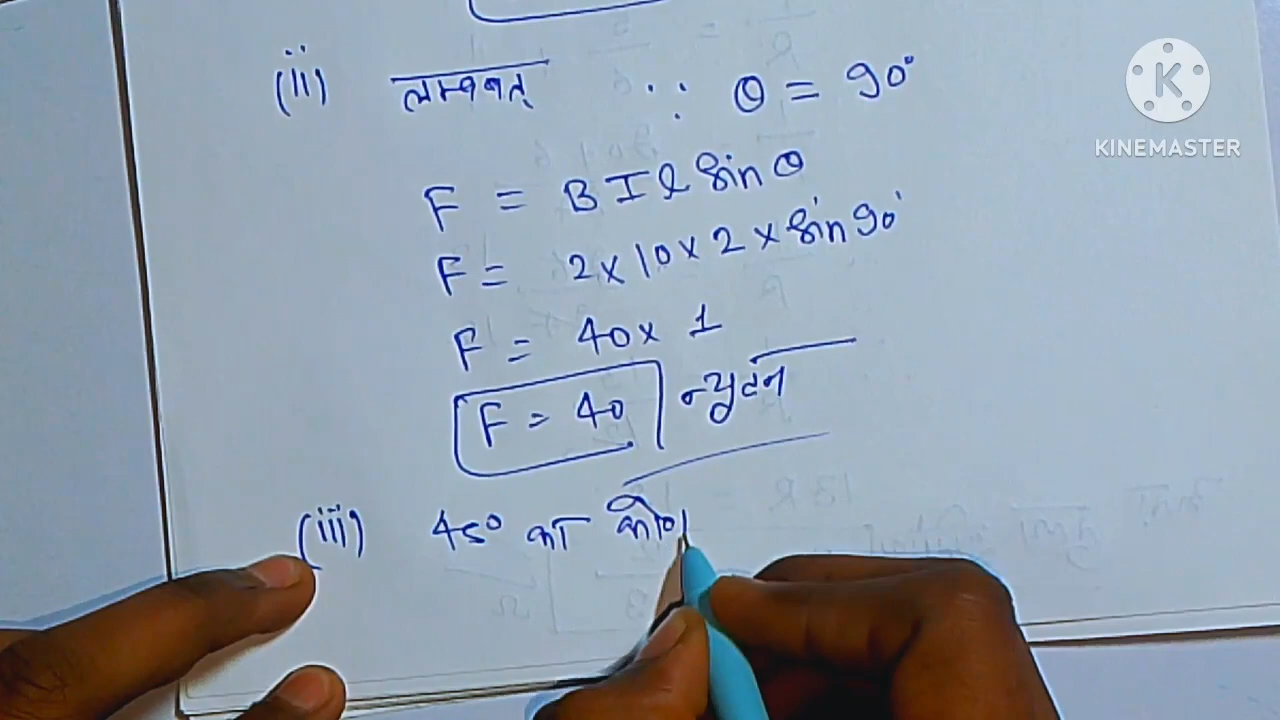 (ii) लम्बवत् ∵ θ = 90°
F = B I l sin θ
F = 2 × 10 × 2 × sin 90°
F = 40 × 1
F = 40 न्यूटन
(iii) 45° का कोण
K
KINEMASTER